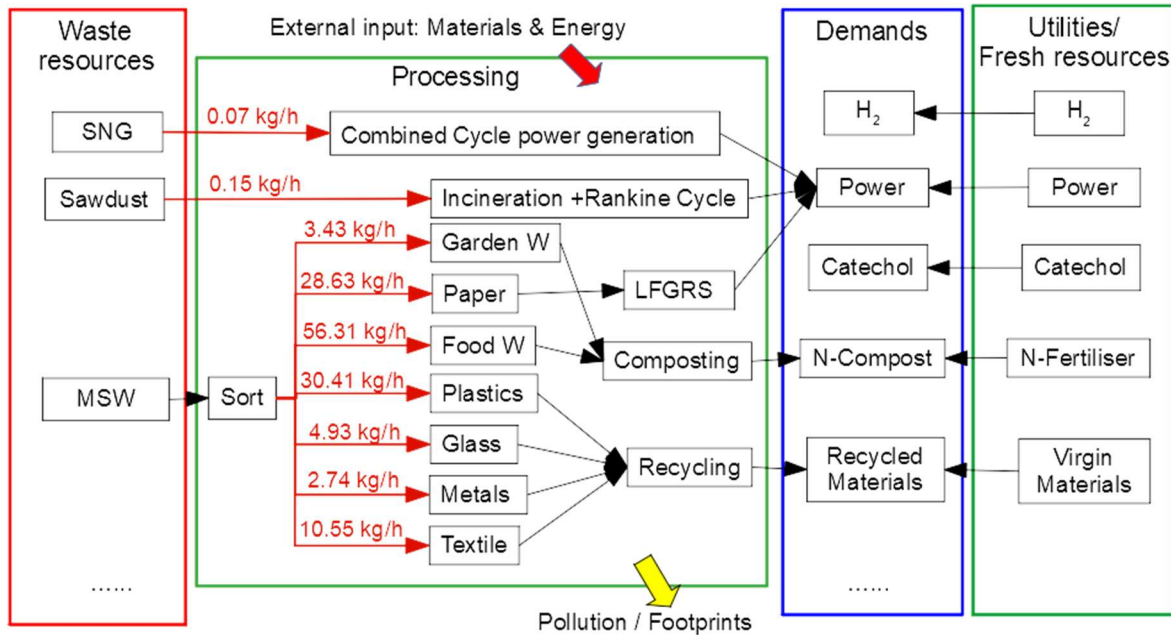 Waste
resources
External input: Materials & Energy
Demands
Utilities/
Fresh resources
Processing
SNG
0.07 kg/h
Combined Cycle power generation
H2
H2
Sawdust
0.15 kg/h
Incineration +Rankine Cycle
Power
Power
3.43 kg/h
Garden W
28.63 kg/h
Paper
LFGRS
Catechol
Catechol
56.31 kg/h
Food W
Composting
N-Compost
N-Fertiliser
MSW
Sort
30.41 kg/h
Plastics
4.93 kg/h
Glass
Recycling
Recycled
Materials
Virgin
Materials
2.74 kg/h
Metals
10.55 kg/h
Textile
......
......
......
Pollution / Footprints